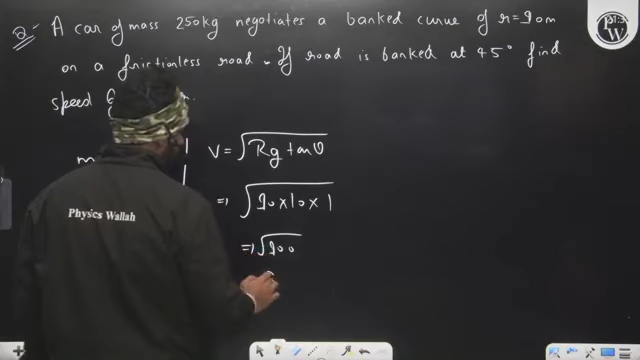 Q:- A car of mass 250kg negotiates a banked curve of r=90m
on a frictionless road. If road is banked at 45° find
speed
m
V = √Rg tanθ
=> √90×10×1
=> √900
PW
Physics Wallah